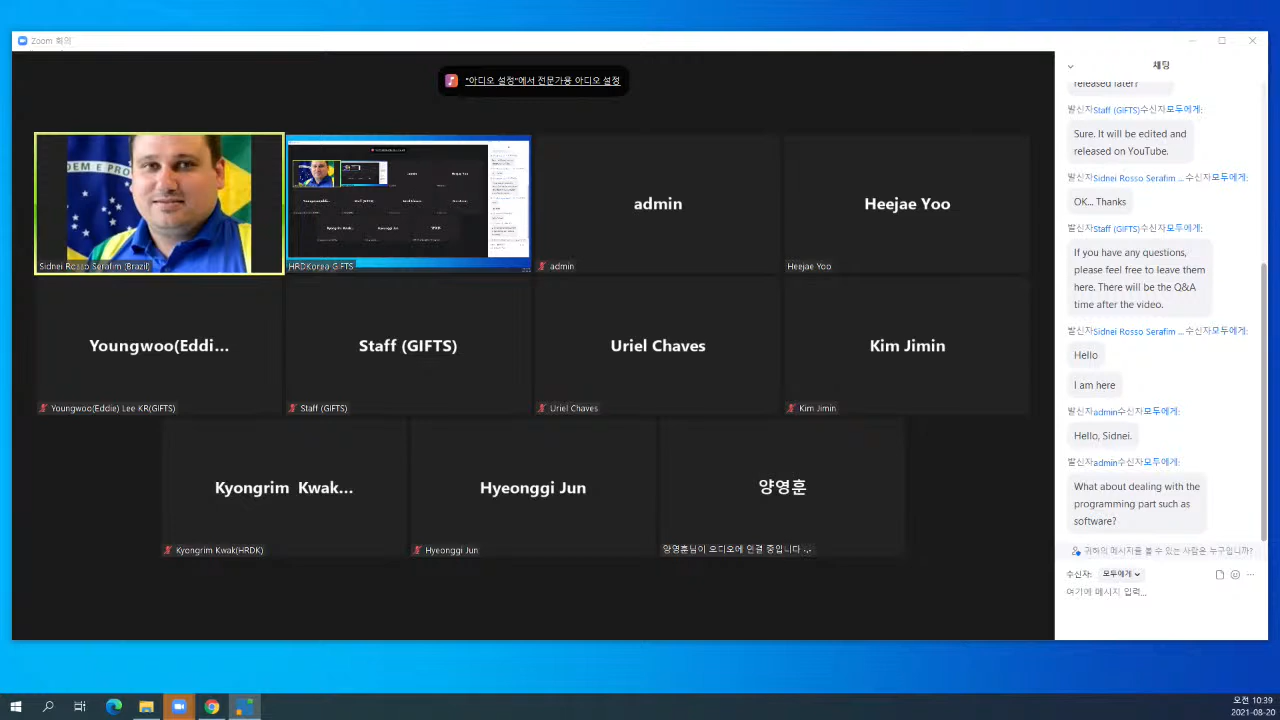 Zoom 회의
"아디오 설정"에서 전문가용 아디오 설정
DEM E PRO
Sidnei Rosso Serafim (Brazil)
HRDKorea GIFTS
admin
admin
Heejae Yoo
Heejae Yoo
Youngwoo(Eddi...
Youngwoo(Eddie) Lee KR(GIFTS)
Staff (GIFTS)
Staff (GIFTS)
Uriel Chaves
Uriel Chaves
Kim Jimin
Kim Jimin
Kyongrim Kwak...
Kyongrim Kwak(HRDK)
Hyeonggi Jun
Hyeonggi Jun
양영훈
양영훈님이 오디오에 연결 중입니다
채팅
released later?
발신자Staff (GIFTS)수신자모두에게:
Sure. It will be edited and
send on YouTube.
발신자Sidnei Rosso Serafim ...수신자모두에게:
OK... Thanks
발신자Staff (GIFTS)수신자모두에게:
If you have any questions,
please feel free to leave them
here. There will be the Q&A
time after the video.
발신자Sidnei Rosso Serafim ... 수신자모두에게:
Hello
I am here
발신자admin수신자모두에게:
Hello, Sidnei.
발신자admin수신자모두에게:
What about dealing with the
programming part such as
software?
귀하의 메시지를 볼 수 있는 사람은 누구입니까?
수신자: 모두에게
여기에 메시지 입력...
오전 10:39
2021-08-20